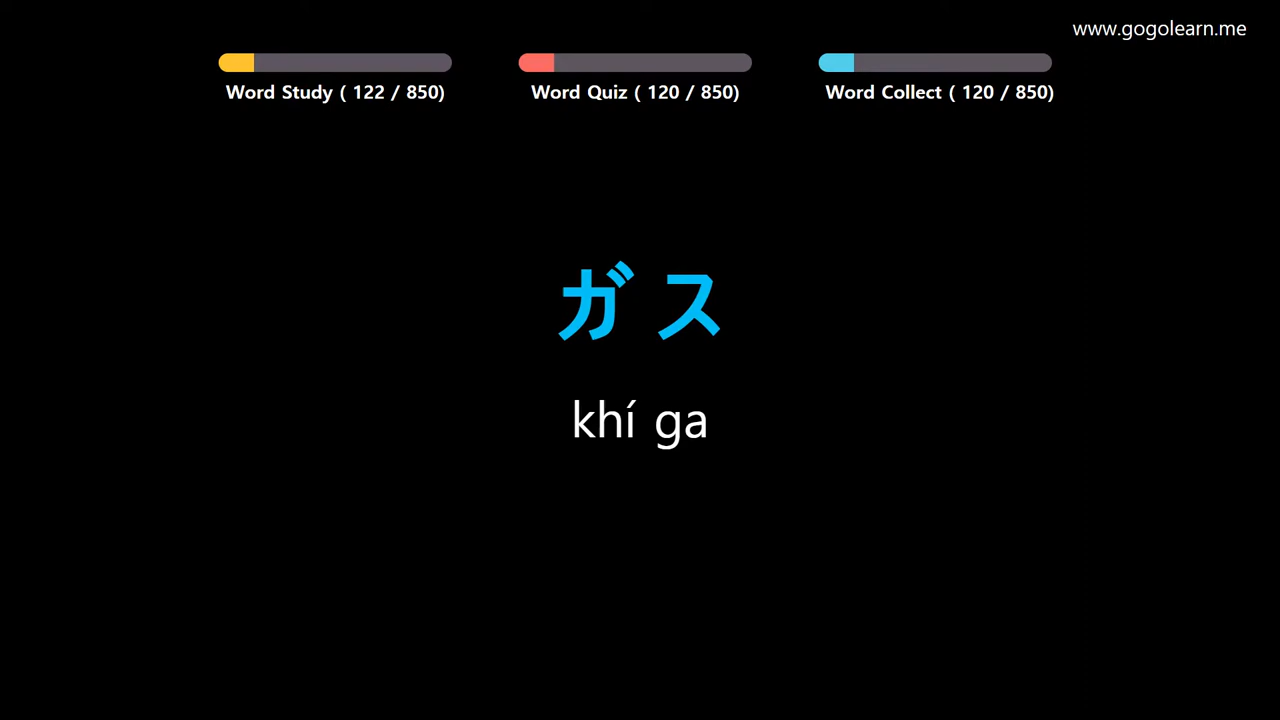 www.gogolearn.me
Word Study ( 122 / 850)
Word Quiz ( 120 / 850)
Word Collect ( 120 / 850)
ガス
khí ga